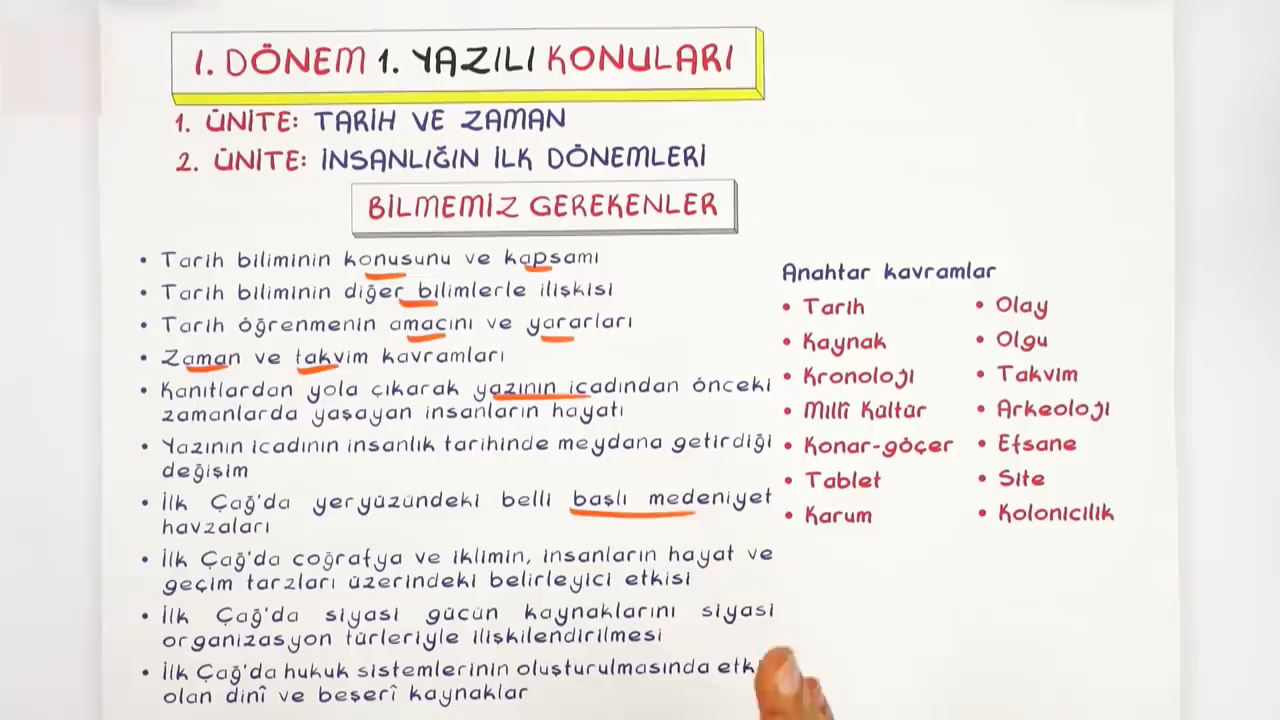 1. DÖNEM 1. YAZILI KONULARI
1. ÜNİTE: TARİH VE ZAMAN
2. ÜNİTE: İNSANLIĞIN İLK DÖNEMLERİ
BİLMEMİZ GEREKENLER
• Tarih biliminin konusunu ve kapsamı
• Tarih biliminin diğer bilimlerle ilişkisi
• Tarih öğrenmenin amacını ve yararları
• Zaman ve takvim kavramları
• Kanıtlardan yola çıkarak yazının icadından önceki
zamanlarda yaşayan insanların hayatı
• Yazının icadının insanlık tarihinde meydana getirdiği
değişim
• İlk Çağ'da yeryüzündeki belli başlı medeniyet
havzaları
• İlk Çağ'da coğrafya ve iklimin, insanların hayat ve
geçim tarzları üzerindeki belirleyici etkisi
• İlk Çağ'da siyasi gücün kaynaklarını siyasi
organizasyon türleriyle ilişkilendirilmesi
• İlk Çağ'da hukuk sistemlerinin oluşturulmasında
olan dinî ve beşerî kaynaklar
Anahtar kavramlar
• Tarih
• Kaynak
• Kronoloji
• Millî Kültür
• Konar-göçer
• Tablet
• Karum
• Olay
• Olgu
• Takvim
• Arkeoloji
• Efsane
• Site
• Kolonicilik